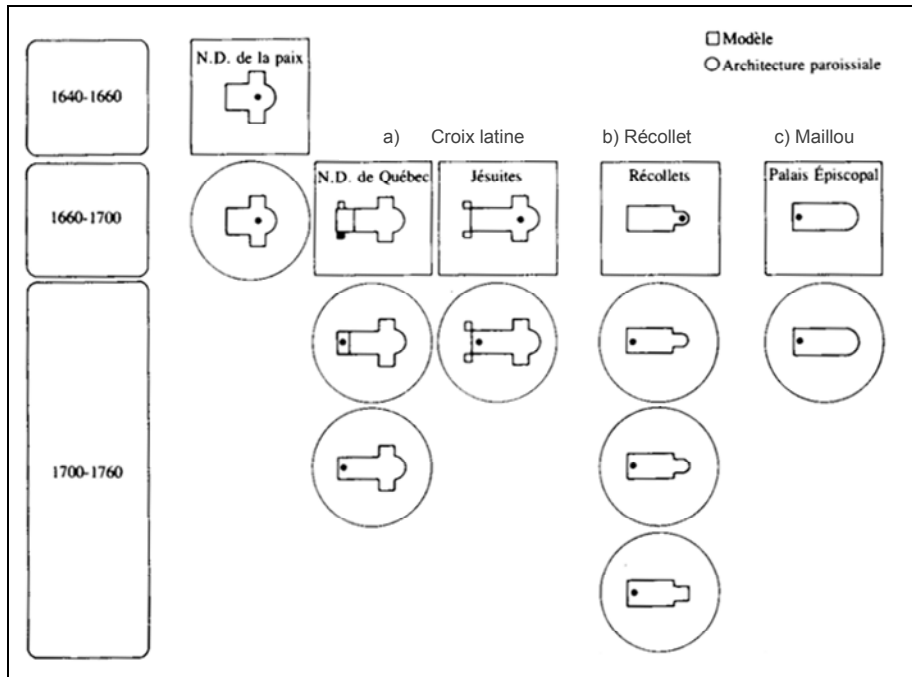 Modèle
Architecture paroissiale
1640-1660
N.D. de la paix
a) Croix latine
b) Récollet
c) Maillou
1660-1700
N.D. de Québec
Jésuites
Récollets
Palais Épiscopal
1700-1760